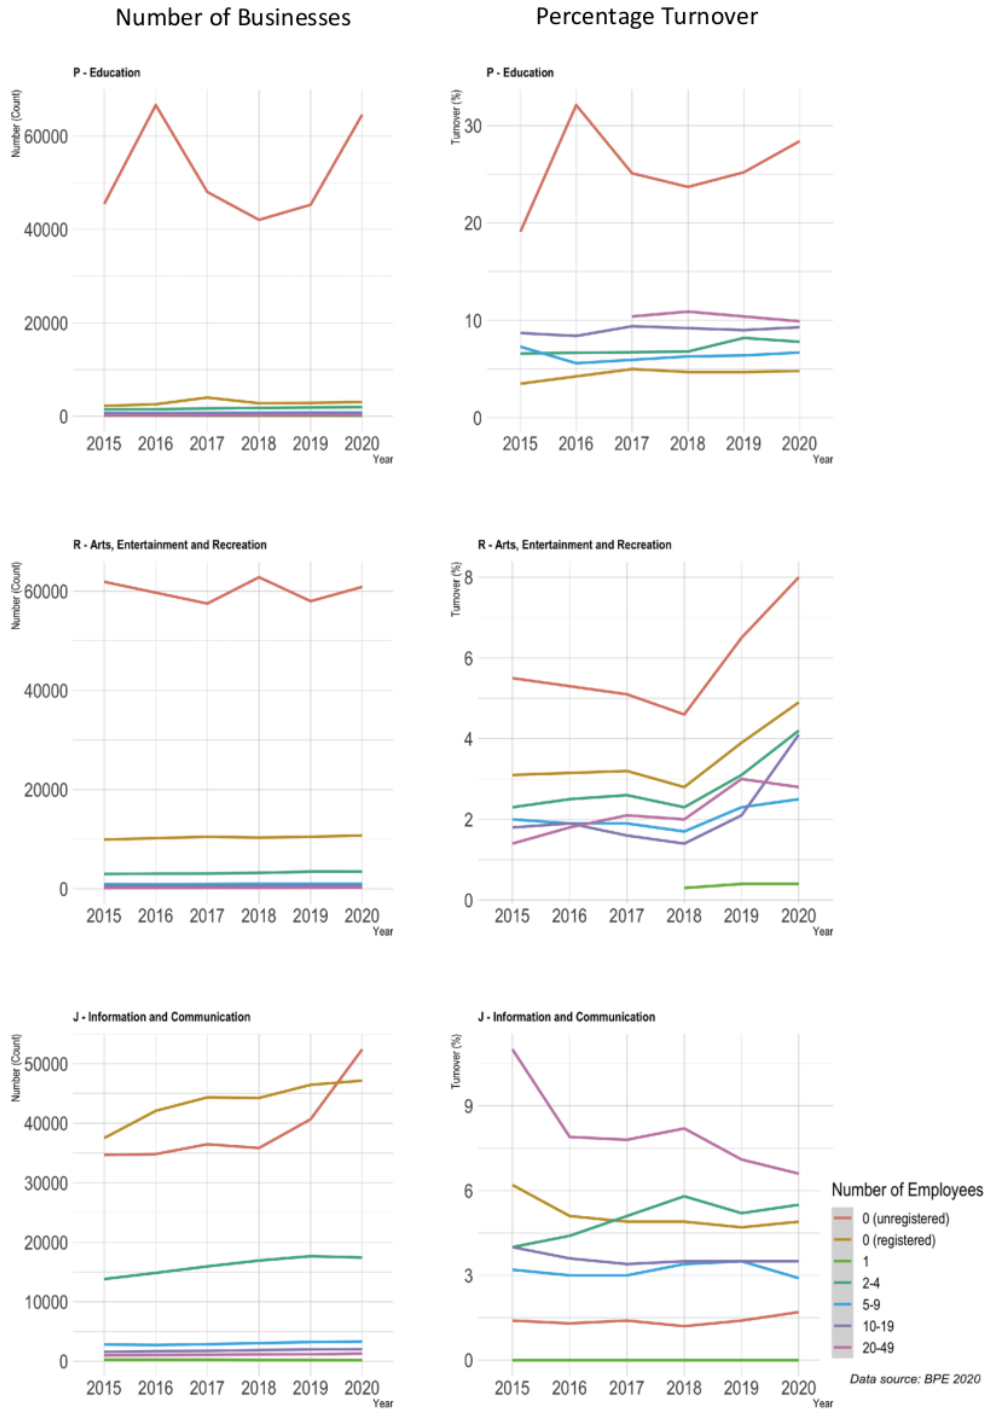 Number of Businesses
Percentage Turnover
P - Education
Number (Count)
60000
40000
20000
0
2015 2016 2017 2018 2019 2020
Year
P - Education
Turnover (%)
30
20
10
0
2015 2016 2017 2018 2019 2020
Year
R - Arts, Entertainment and Recreation
Number (Count)
60000
40000
20000
0
2015 2016 2017 2018 2019 2020
Year
R - Arts, Entertainment and Recreation
Turnover (%)
8
6
4
2
0
2015 2016 2017 2018 2019 2020
Year
J - Information and Communication
Number (Count)
50000
40000
30000
20000
10000
0
2015 2016 2017 2018 2019 2020
Year
J - Information and Communication
Turnover (%)
9
6
3
0
2015 2016 2017 2018 2019 2020
Year
Number of Employees
0 (unregistered)
0 (registered)
1
2-4
5-9
10-19
20-49
Data source: BPE 2020